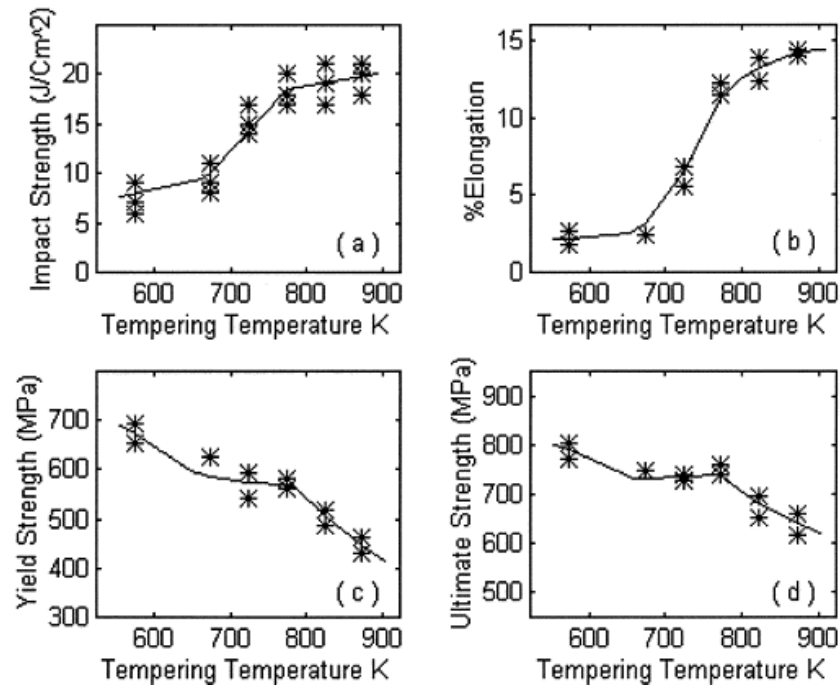 Impact Strength (J/Cm^2)
20
15
10
5
0
( a )
600 700 800 900
Tempering Temperature K
%Elongation
15
10
5
0
( b )
600 700 800 900
Tempering Temperature K
Yield Strength (MPa)
700
600
500
400
300
( c )
600 700 800 900
Tempering Temperature K
Ultimate Strength (MPa)
900
800
700
600
500
( d )
600 700 800 900
Tempering Temperature K